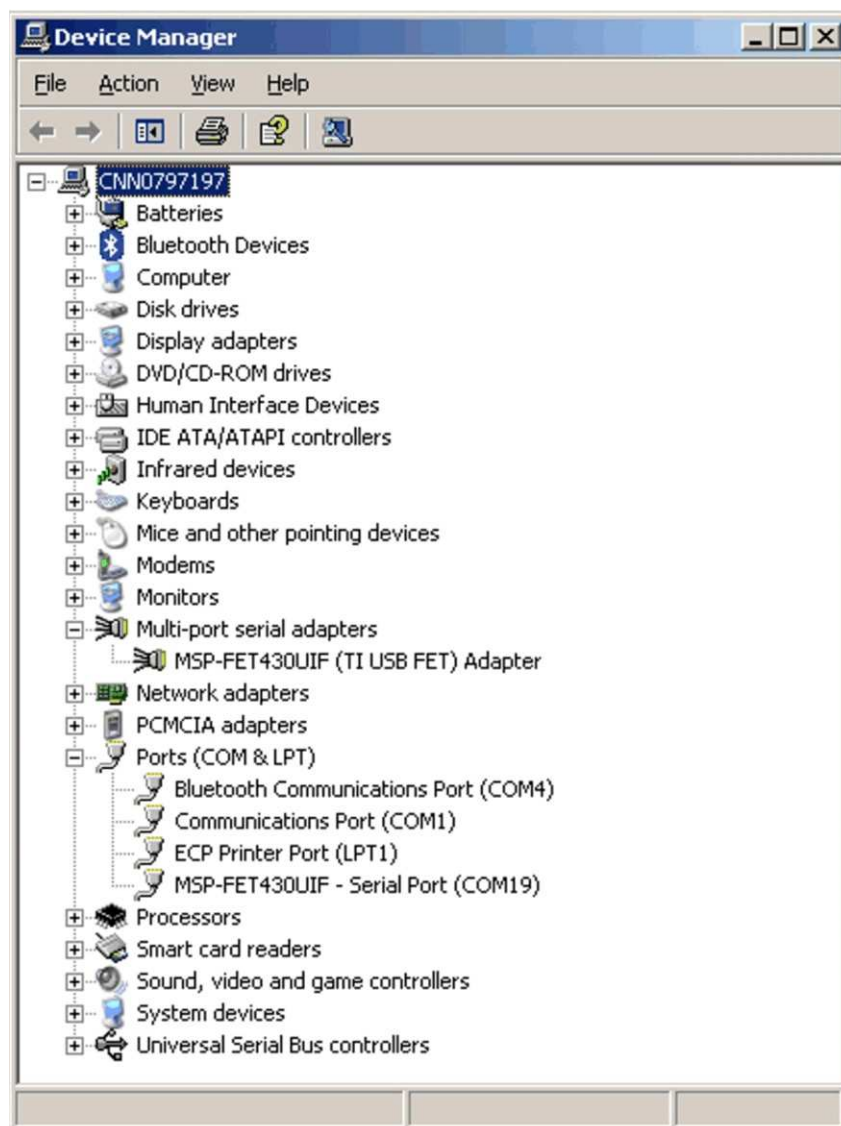 Device Manager
File Action View Help
CNN0797197
Batteries
Bluetooth Devices
Computer
Disk drives
Display adapters
DVD/CD-ROM drives
Human Interface Devices
IDE ATA/ATAPI controllers
Infrared devices
Keyboards
Mice and other pointing devices
Modems
Monitors
Multi-port serial adapters
MSP-FET430UIF (TI USB FET) Adapter
Network adapters
PCMCIA adapters
Ports (COM & LPT)
Bluetooth Communications Port (COM4)
Communications Port (COM1)
ECP Printer Port (LPT1)
MSP-FET430UIF - Serial Port (COM19)
Processors
Smart card readers
Sound, video and game controllers
System devices
Universal Serial Bus controllers